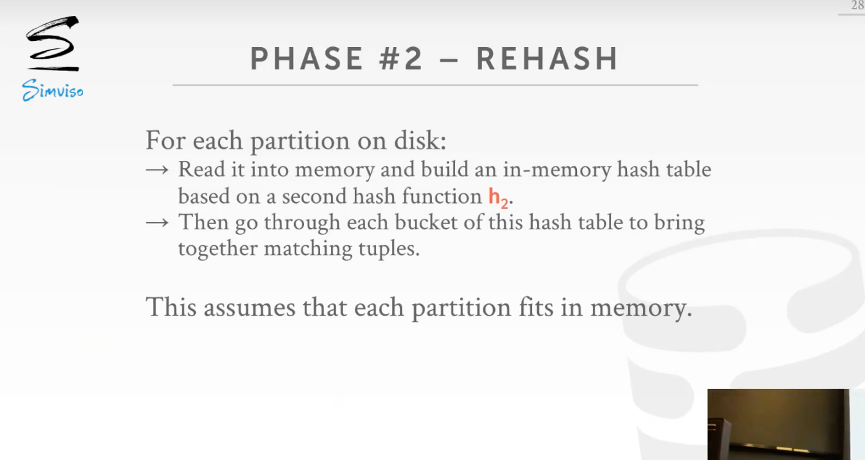 28
Simviso
PHASE #2 – REHASH
For each partition on disk:
→ Read it into memory and build an in-memory hash table
based on a second hash function h₂.
→ Then go through each bucket of this hash table to bring
together matching tuples.
This assumes that each partition fits in memory.